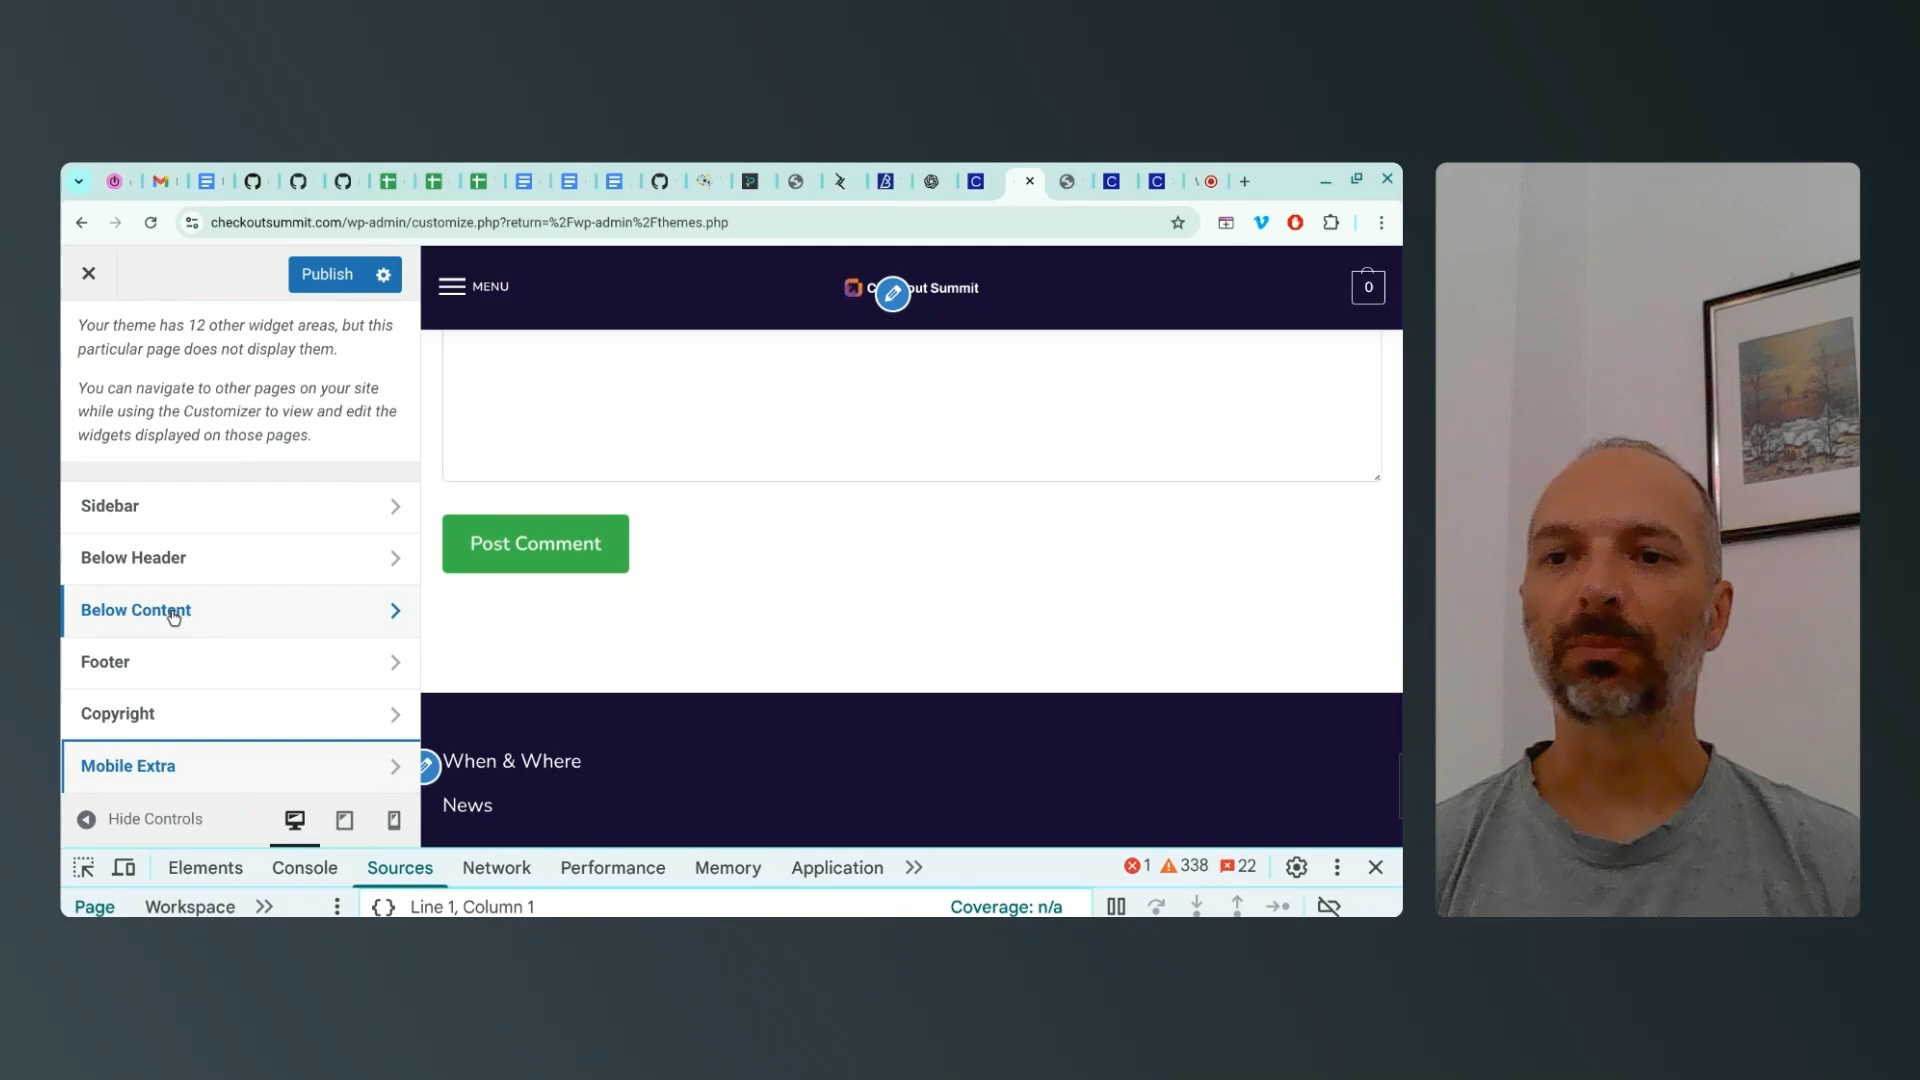 checkoutsummit.com/wp-admin/customize.php?return=%2Fwp-admin%2Fthemes.php
Publish
MENU
out Summit
0
Your theme has 12 other widget areas, but this
particular page does not display them.
You can navigate to other pages on your site
while using the Customizer to view and edit the
widgets displayed on those pages.
Sidebar
Below Header
Post Comment
Below Content
Footer
Copyright
Mobile Extra
When & Where
News
Hide Controls
Elements Console Sources Network Performance Memory Application 1 338 22
Page Workspace { } Line 1, Column 1 Coverage: n/a